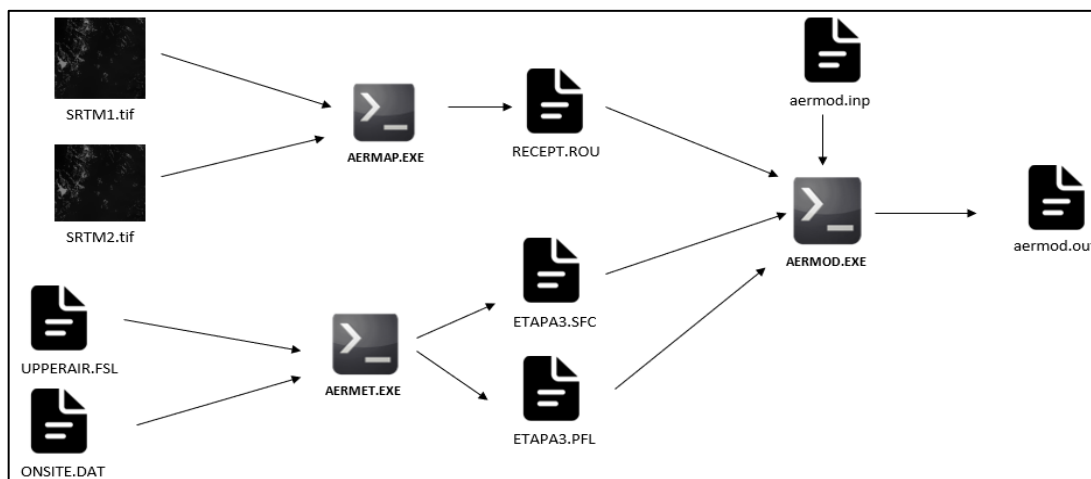 SRTM1.tif
SRTM2.tif
AERMAP.EXE
RECEPT.ROU
aermod.inp
UPPERAIR.FSL
ONSITE.DAT
AERMET.EXE
ETAPA3.SFC
ETAPA3.PFL
AERMOD.EXE
aermod.out